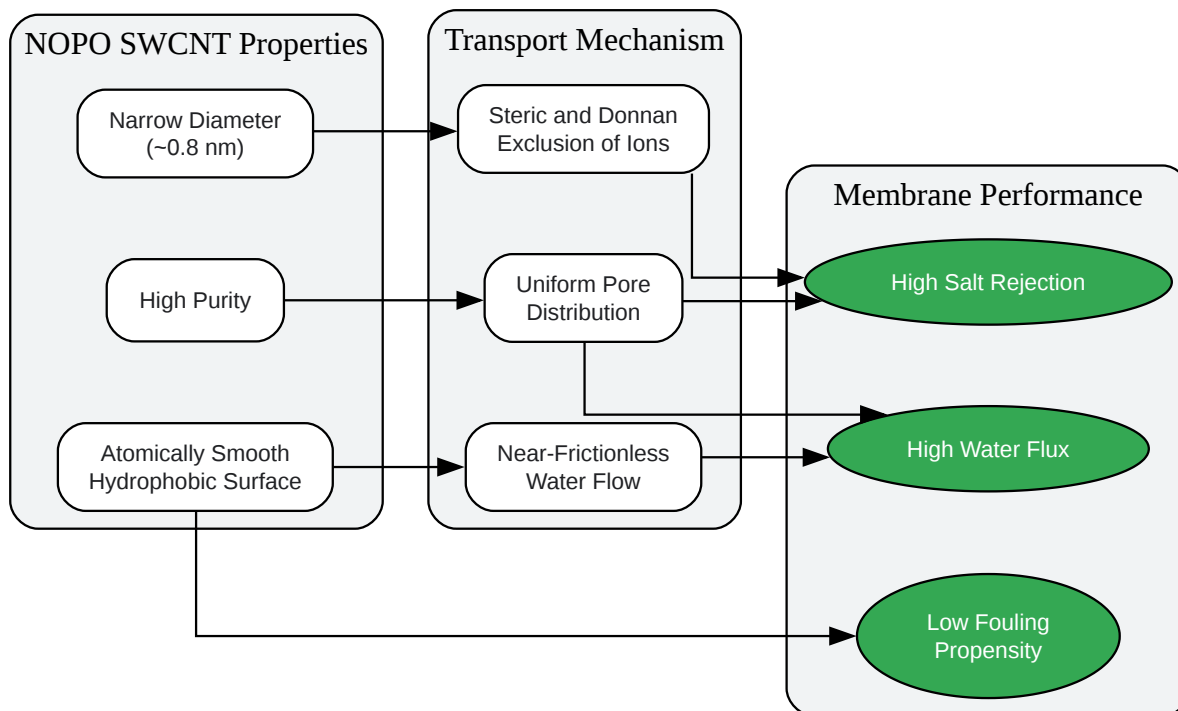 NOPO SWCNT Properties
Narrow Diameter
(~0.8 nm)
High Purity
Atomically Smooth
Hydrophobic Surface
Transport Mechanism
Steric and Donnan
Exclusion of Ions
Uniform Pore
Distribution
Near-Frictionless
Water Flow
Membrane Performance
High Salt Rejection
High Water Flux
Low Fouling
Propensity